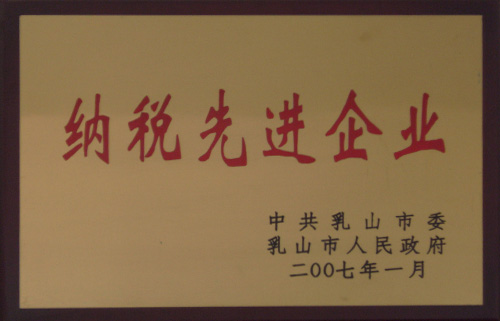 纳税先进企业
中共乳山市委
乳山市人民政府
二〇〇七年一月